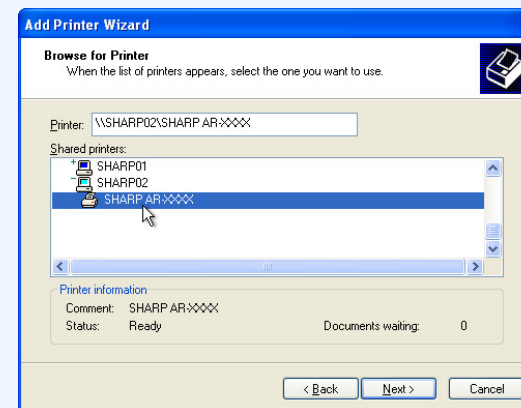 Add Printer Wizard
Browse for Printer
When the list of printers appears, select the one you want to use.
Printer: \\SHARP02\SHARP AR-XXXX
Shared printers:
SHARP01
SHARP02
SHARP AR-XXXX
Printer information
Comment: SHARP AR-XXXX
Status: Ready Documents waiting: 0
< Back Next > Cancel